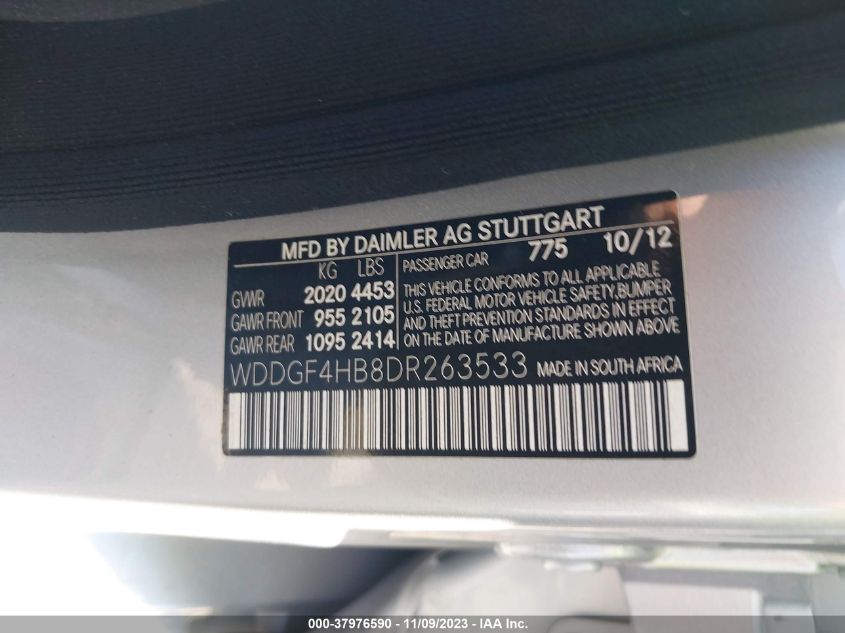 MFD BY DAIMLER AG STUTTGART
KG LBS
GVWR 2020 4453
GAWR FRONT 955 2105
GAWR REAR 1095 2414
PASSENGER CAR 775 10/12
THIS VEHICLE CONFORMS TO ALL APPLICABLE
U.S. FEDERAL MOTOR VEHICLE SAFETY,BUMPER
AND THEFT PREVENTION STANDARDS IN EFFECT
ON THE DATE OF MANUFACTURE SHOWN ABOVE
WDDGF4HB8DR263533 MADE IN SOUTH AFRICA
000-37976590 - 11/09/2023 - IAA Inc.